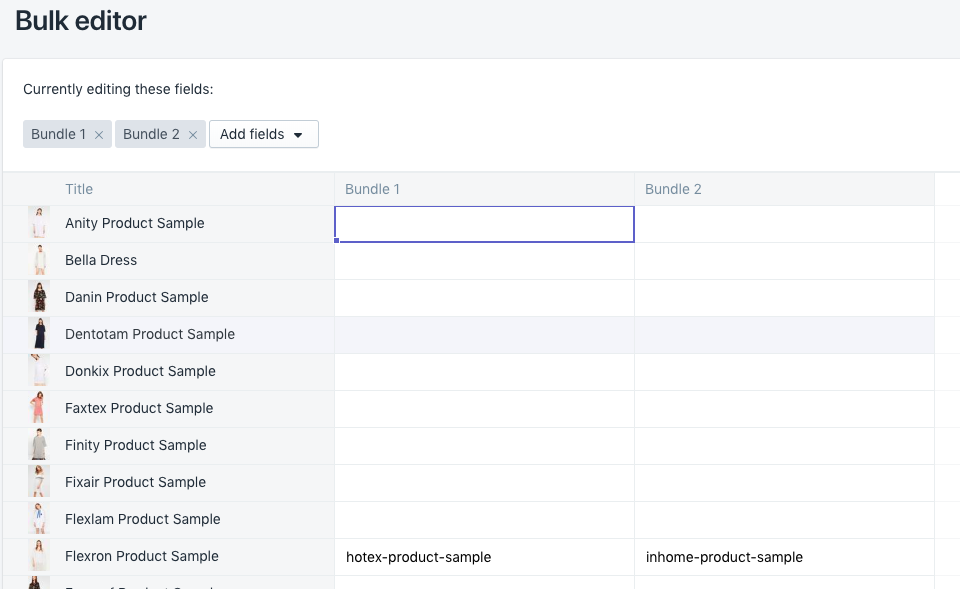 Bulk editor
Currently editing these fields:
Bundle 1 × Bundle 2 × Add fields
Title Bundle 1 Bundle 2
Anity Product Sample
Bella Dress
Danin Product Sample
Dentotam Product Sample
Donkix Product Sample
Faxtex Product Sample
Finity Product Sample
Fixair Product Sample
Flexlam Product Sample
Flexron Product Sample hotex-product-sample inhome-product-sample